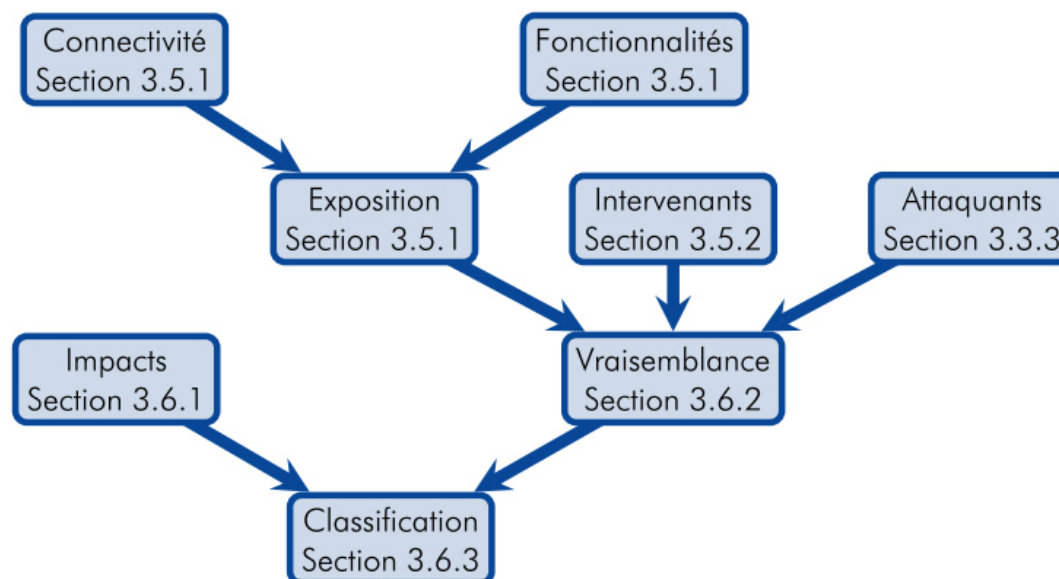 Connectivité
Section 3.5.1
Fonctionnalités
Section 3.5.1
Exposition
Section 3.5.1
Intervenants
Section 3.5.2
Attaquants
Section 3.3.3
Impacts
Section 3.6.1
Vraisemblance
Section 3.6.2
Classification
Section 3.6.3